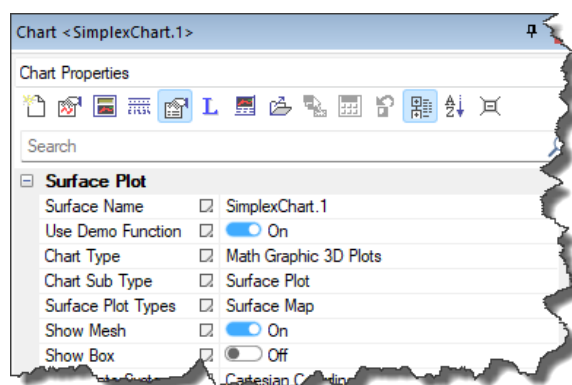 Chart <SimplexChart.1>
Chart Properties
L
A
Z
Search
Surface Plot
Surface Name SimplexChart.1
Use Demo Function On
Chart Type Math Graphic 3D Plots
Chart Sub Type Surface Plot
Surface Plot Types Surface Map
Show Mesh On
Show Box Off